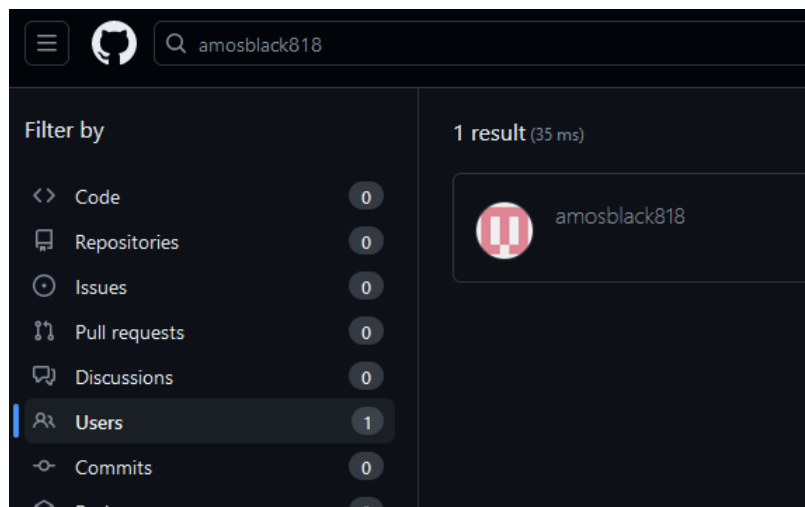 amosblack818
Filter by
Code 0
Repositories 0
Issues 0
Pull requests 0
Discussions 0
Users 1
Commits 0
1 result (35 ms)
amosblack818